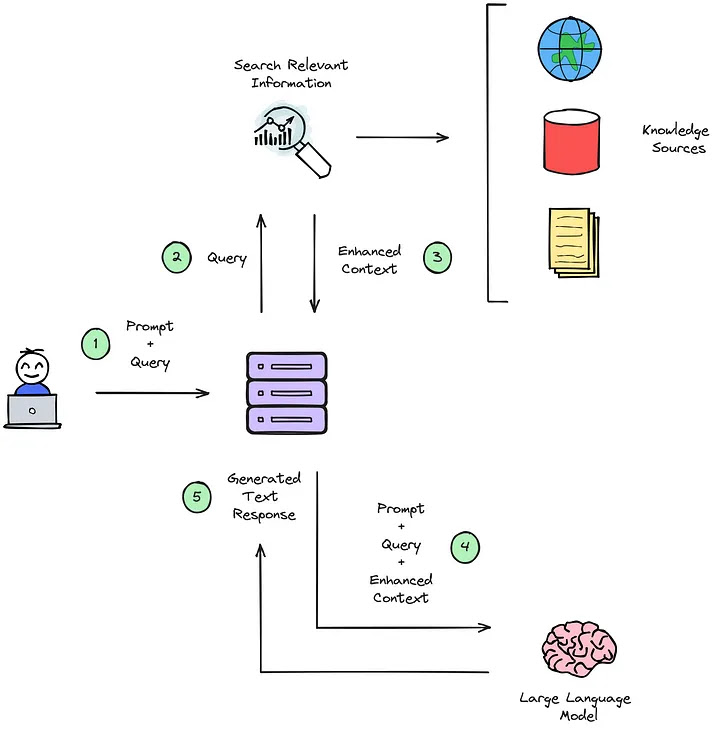 Search Relevant
Information
Knowledge
Sources
2
Query
Enhanced
Context
3
1
Prompt
+
Query
5
Generated
Text
Response
Prompt
+
Query
+
Enhanced
Context
4
Large Language
Model